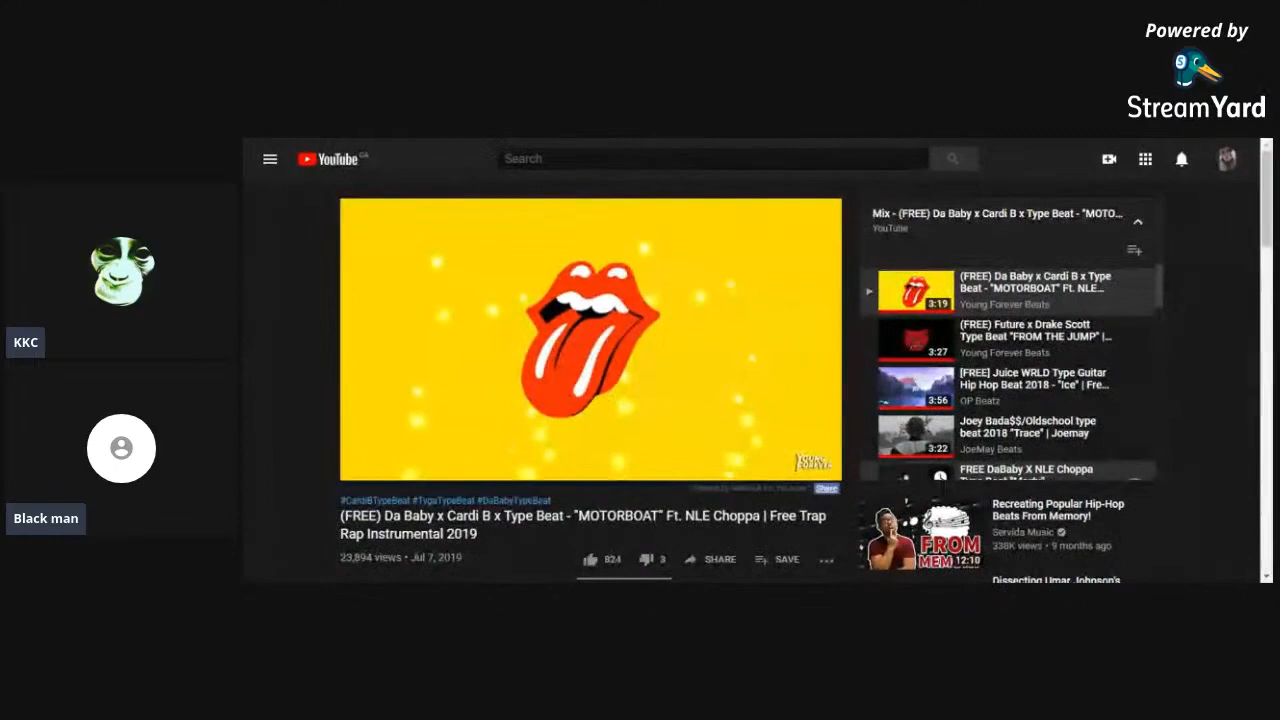 Powered by
StreamYard
YouTube CA
Search
KKC
Black man
YOUNG
FOREVER
Share
#CardiBTypeBeat #TygaTypeBeat #DaBabyTypeBeat
(FREE) Da Baby x Cardi B x Type Beat - "MOTORBOAT" Ft. NLE Choppa | Free Trap
Rap Instrumental 2019
23,894 views • Jul 7, 2019
824
3
SHARE
SAVE
Mix - (FREE) Da Baby x Cardi B x Type Beat - "MOTO...
YouTube
3:19
(FREE) Da Baby x Cardi B x Type
Beat - "MOTORBOAT" Ft. NLE...
Young Forever Beats
3:27
(FREE) Future x Drake Scott
Type Beat "FROM THE JUMP" |...
Young Forever Beats
3:56
[FREE] Juice WRLD Type Guitar
Hip Hop Beat 2018 - "Ice" | Fre...
OP Beatz
3:22
Joey Bada$$/Oldschool type
beat 2018 "Trace" | Joemay
JoeMay Beats
FREE DaBaby X NLE Choppa
FROM
MEM
12:10
Recreating Popular Hip-Hop
Beats From Memory!
Servida Music
338K views • 9 months ago
Dissecting Umar Johnson's